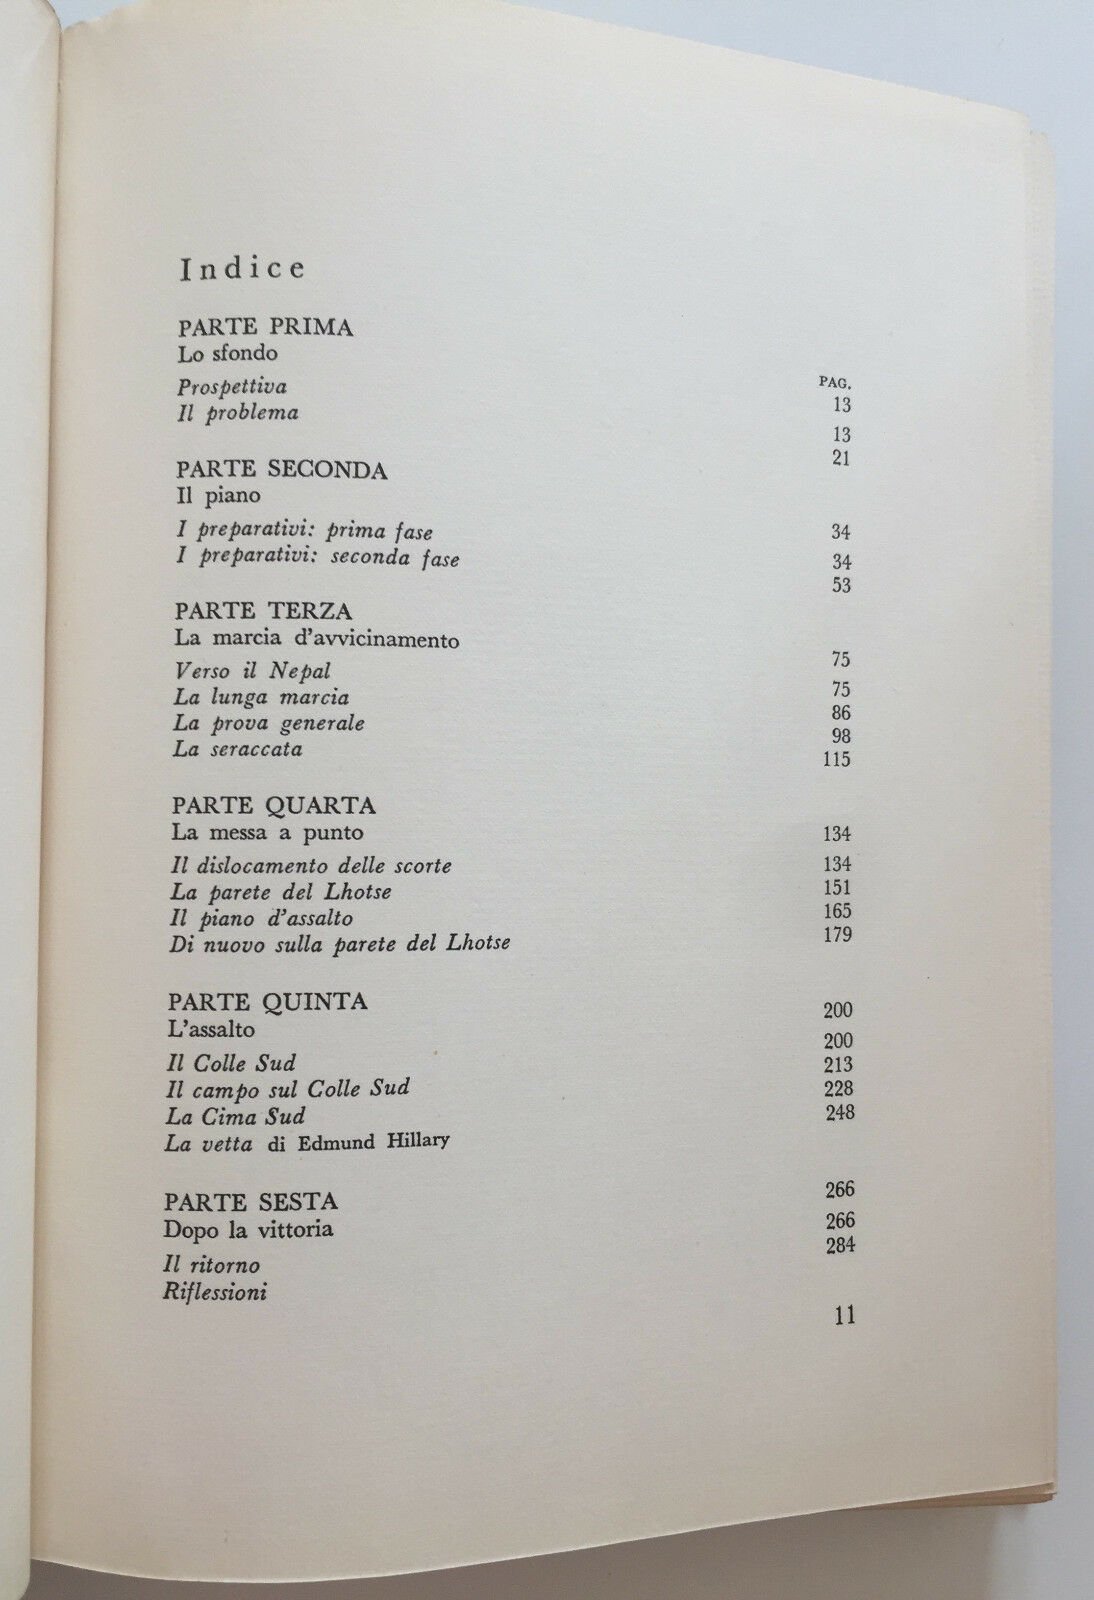 Indice
PARTE PRIMA
Lo sfondo
PAG.
13
Prospettiva 13
Il problema 21
PARTE SECONDA
Il piano 34
I preparativi: prima fase 34
I preparativi: seconda fase 53
PARTE TERZA
La marcia d'avvicinamento 75
Verso il Nepal 75
La lunga marcia 86
La prova generale 98
La seraccata 115
PARTE QUARTA
La messa a punto 134
Il dislocamento delle scorte 134
La parete del Lhotse 151
Il piano d'assalto 165
Di nuovo sulla parete del Lhotse 179
PARTE QUINTA
L'assalto 200
Il Colle Sud 200
Il campo sul Colle Sud 213
La Cima Sud 228
La vetta di Edmund Hillary 248
PARTE SESTA
Dopo la vittoria 266
Il ritorno 266
Riflessioni 284
11